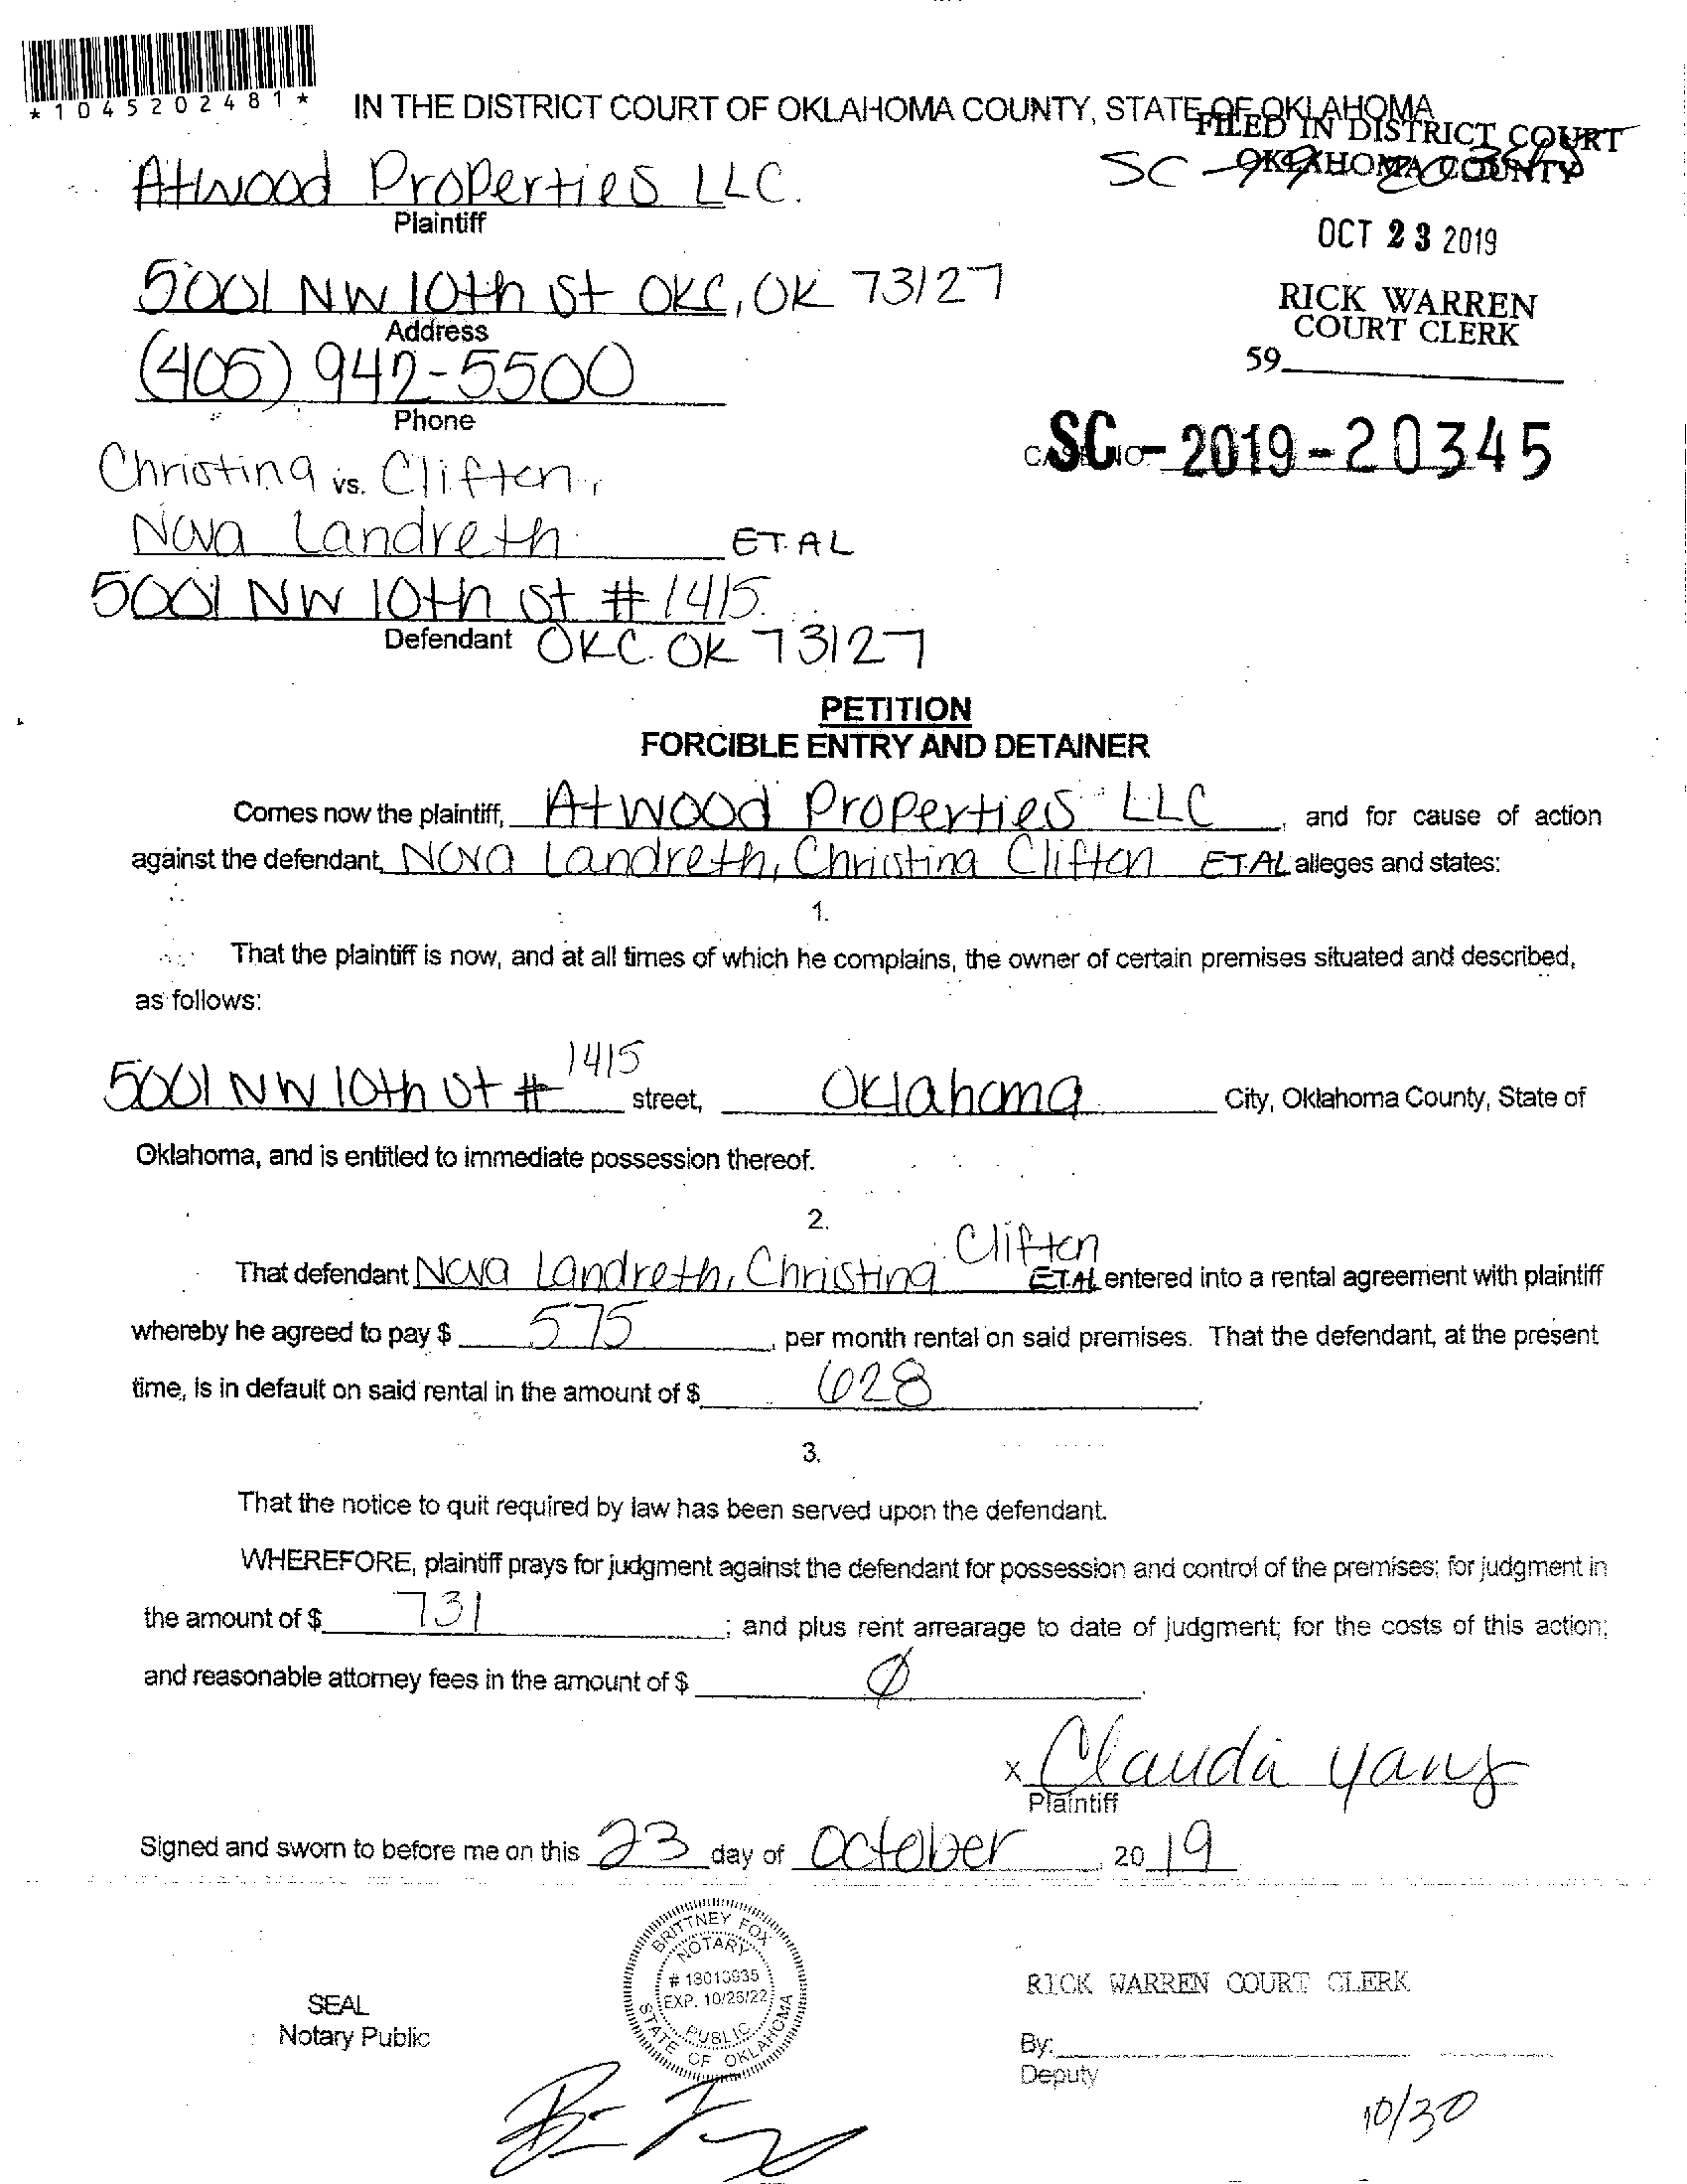 *1045202481*
IN THE DISTRICT COURT OF OKLAHOMA COUNTY, STATE OF OKLAHOMA
FILED IN DISTRICT COURT
OKLAHOMA COUNTY
SC-19-
Atwood Properties LLC.
Plaintiff
OCT 23 2019
5001 NW 10th St OKC, OK 73127
Address
RICK WARREN
COURT CLERK
59
(405) 942-5500
Phone
SC-2019-20345
CASE NO.
Christina Clifton,
vs.
Nova Landreth ET.AL
5001 NW 10th St #1415.
Defendant OKC. OK 73127
PETITION
FORCIBLE ENTRY AND DETAINER
Comes now the plaintiff, Atwood Properties LLC, and for cause of action
against the defendant, Nova Landreth, Christina Clifton ET.AL alleges and states:
1.
That the plaintiff is now, and at all times of which he complains, the owner of certain premises situated and described,
as follows:
5001 NW 10th St # 1415 street, Oklahoma City, Oklahoma County, State of
Oklahoma, and is entitled to immediate possession thereof.
2.
That defendant Nova Landreth, Christina Clifton ET.AL entered into a rental agreement with plaintiff
whereby he agreed to pay $ 575, per month rental on said premises. That the defendant, at the present
time, is in default on said rental in the amount of $ 628.
3.
That the notice to quit required by law has been served upon the defendant.
WHEREFORE, plaintiff prays for judgment against the defendant for possession and control of the premises; for judgment in
the amount of $ 731; and plus rent arrearage to date of judgment; for the costs of this action;
and reasonable attorney fees in the amount of $ Ø.
x Claudia Yang
Plaintiff
Signed and sworn to before me on this 23 day of October, 2019
BRITTNEY FOX
NOTARY
EXP. 10/26/22
PUBLIC
STATE OF OKLAHOMA
SEAL
Notary Public
RICK WARREN COURT CLERK
By:
Deputy
10/30